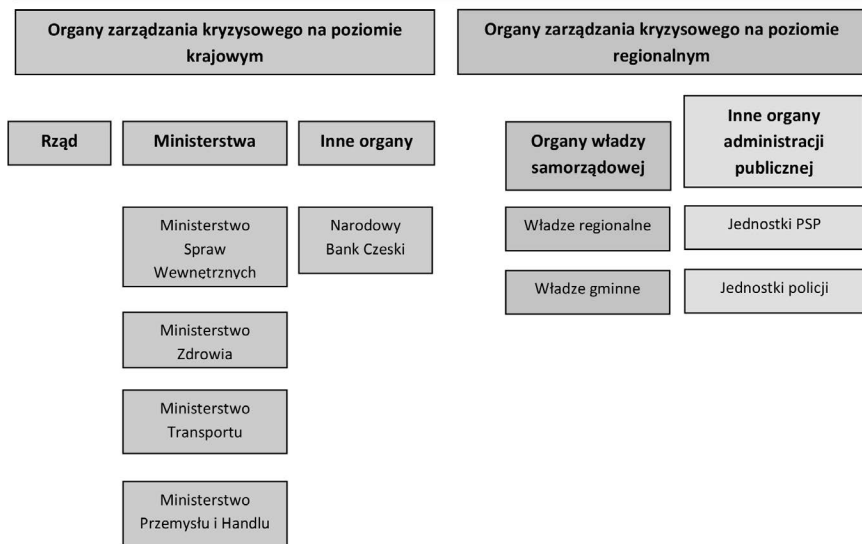 Organy zarządzania kryzysowego na poziomie
krajowym
Organy zarządzania kryzysowego na poziomie
regionalnym
Rząd
Ministerstwa
Inne organy
Organy władzy
samorządowej
Inne organy
administracji
publicznej
Ministerstwo
Spraw
Wewnętrznych
Narodowy
Bank Czeski
Władze regionalne
Jednostki PSP
Władze gminne
Jednostki policji
Ministerstwo
Zdrowia
Ministerstwo
Transportu
Ministerstwo
Przemysłu i Handlu